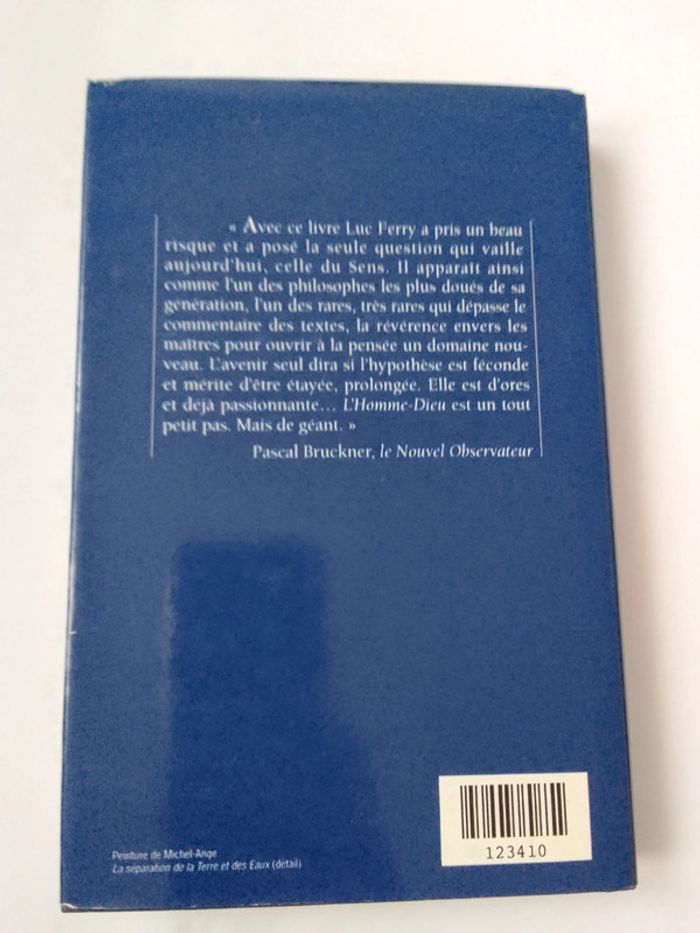 « Avec ce livre Luc Ferry a pris un beau
risque et a posé la seule question qui vaille
aujourd'hui, celle du Sens. Il apparaît ainsi
comme l'un des philosophes les plus doués de sa
génération, l'un des rares, très rares qui dépasse le
commentaire des textes, la révérence envers les
maîtres pour ouvrir à la pensée un domaine nou-
veau. L'avenir seul dira si l'hypothèse est féconde
et mérite d'être étayée, prolongée. Elle est d'ores
et déjà passionnante... L'Homme-Dieu est un tout
petit pas. Mais de géant. »
Pascal Bruckner, le Nouvel Observateur
Peinture de Michel-Ange
La séparation de la Terre et des Eaux (détail)
123410